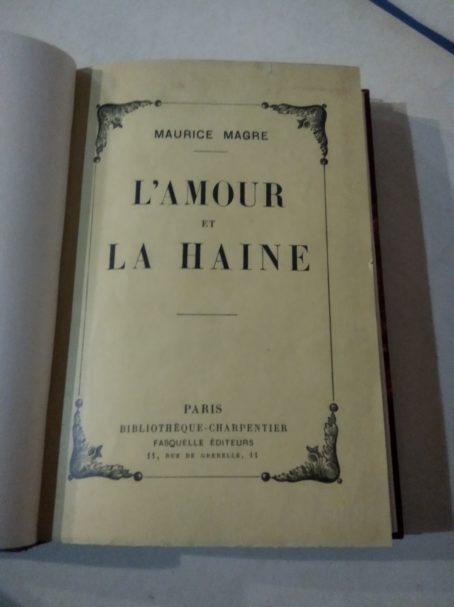 MAURICE MAGRE
L'AMOUR
ET
LA HAINE
PARIS
BIBLIOTHÈQUE-CHARPENTIER
FASQUELLE ÉDITEURS
11, RUE DE GRENELLE, 11